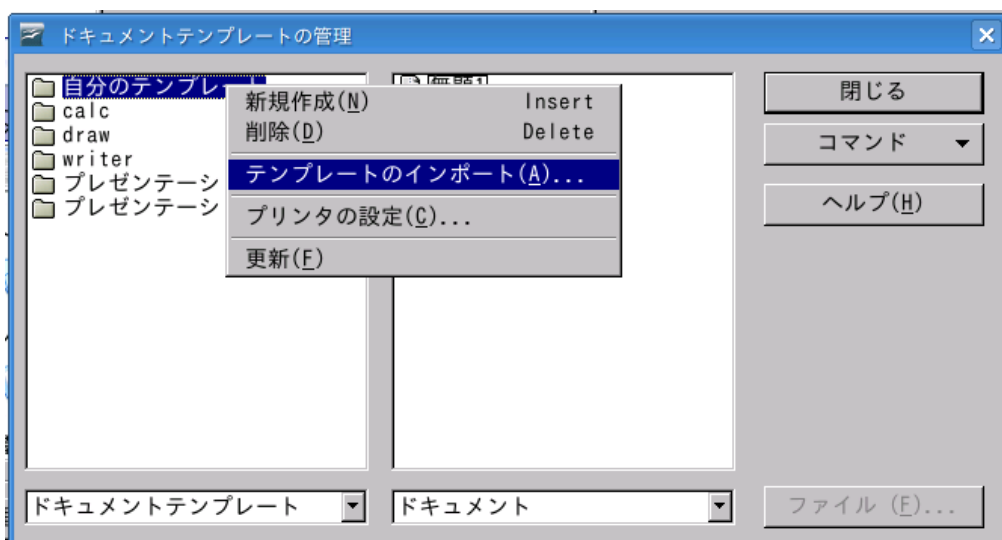 ドキュメントテンプレートの管理
自分のテンプレート
calc
draw
writer
プレゼンテーシ
プレゼンテーシ
無題1
新規作成(N) Insert
削除(D) Delete
テンプレートのインポート(A)...
プリンタの設定(C)...
更新(F)
閉じる
コマンド
ヘルプ(H)
ドキュメントテンプレート
ドキュメント
ファイル (F)...